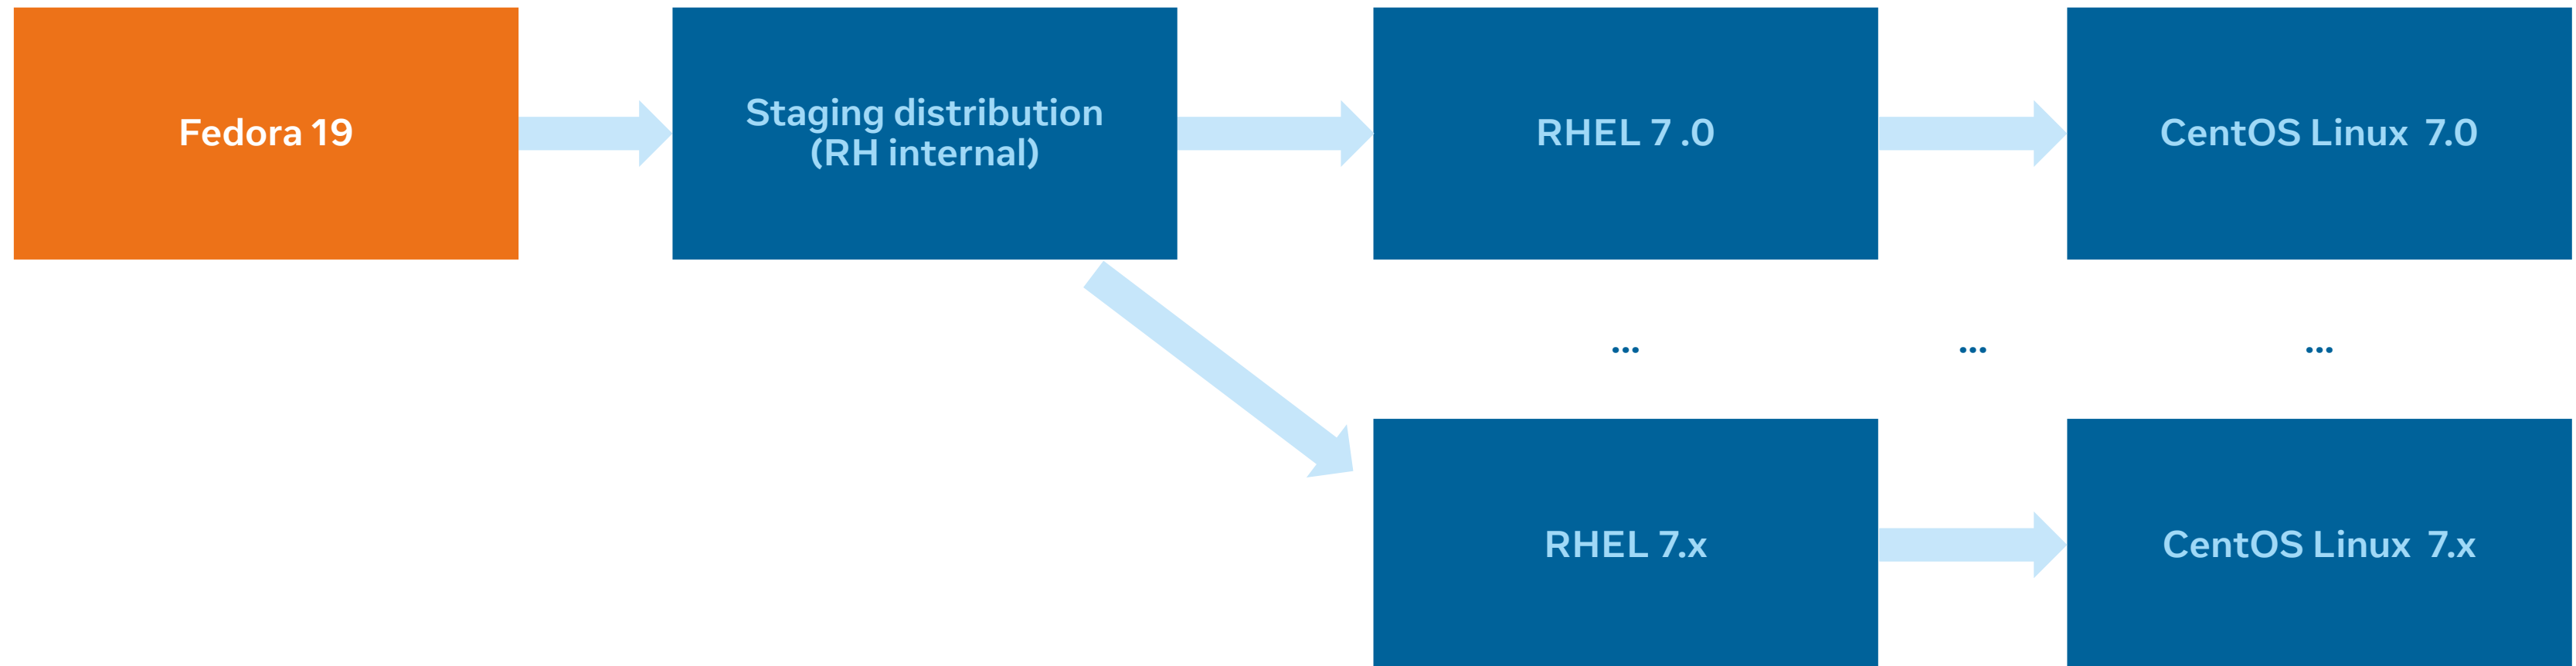 Fedora 19
Staging distribution
(RH internal)
RHEL 7 .0
CentOS Linux 7.0
...
...
...
RHEL 7.x
CentOS Linux 7.x